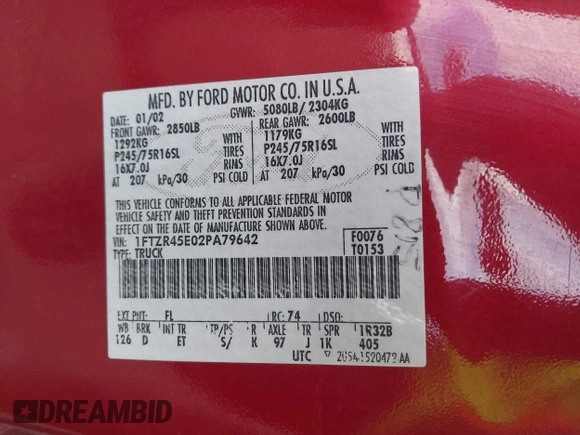 MFD. BY FORD MOTOR CO. IN U.S.A.
DATE: 01/02 GVWR: 5080LB/ 2304KG
FRONT GAWR: 2850LB REAR GAWR: 2600LB
1292KG WITH 1179KG WITH
P245/75R16SL TIRES P245/75R16SL TIRES
16X7.0J RIMS 16X7.0J RIMS
AT 207 kPa/30 PSI COLD AT 207 kPa/30 PSI COLD
THIS VEHICLE CONFORMS TO ALL APPLICABLE FEDERAL MOTOR
VEHICLE SAFETY AND THEFT PREVENTION STANDARDS IN
EFFECT ON THE DATE OF MANUFACTURE SHOWN ABOVE.
VIN: 1FTZR45E02PA79642 F0076
TYPE: TRUCK T0153
EXT PNT: FL RC: 74 DSO:
WB BRK INT TR TP/PS R AXLE TR SPR 1R32B
126 D ET S/ K 97 J 1K 405
UTC
DREAMBID